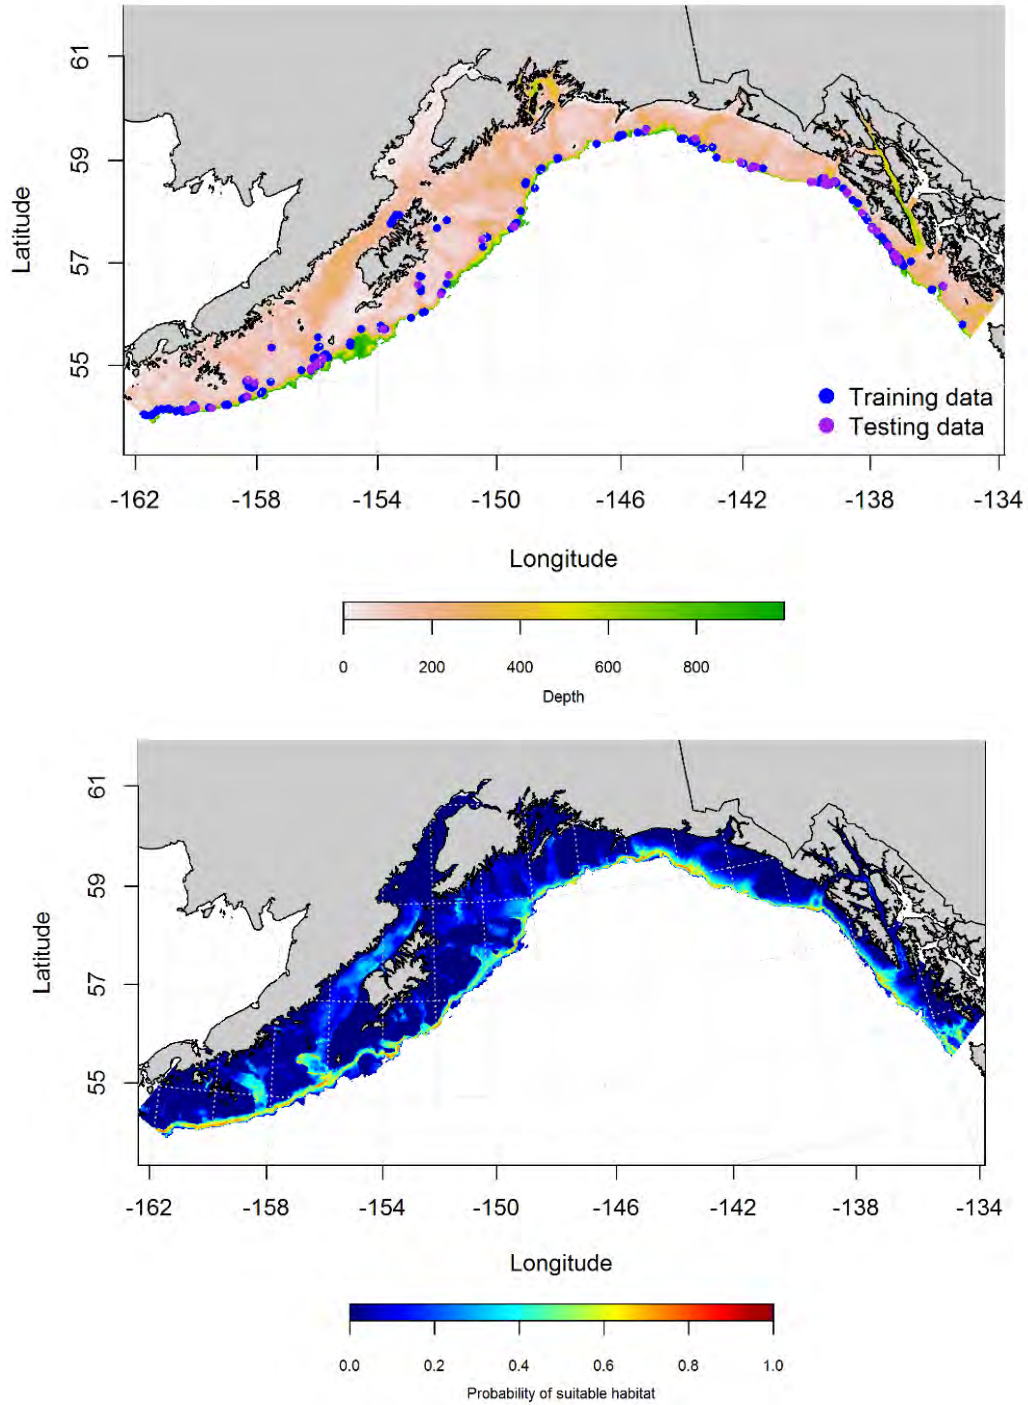 61
59
57
55
Latitude
Training data
Testing data
-162 -158 -154 -150 -146 -142 -138 -134
Longitude
0 200 400 600 800
Depth
61
59
57
55
Latitude
-162 -158 -154 -150 -146 -142 -138 -134
Longitude
0.0 0.2 0.4 0.6 0.8 1.0
Probability of suitable habitat